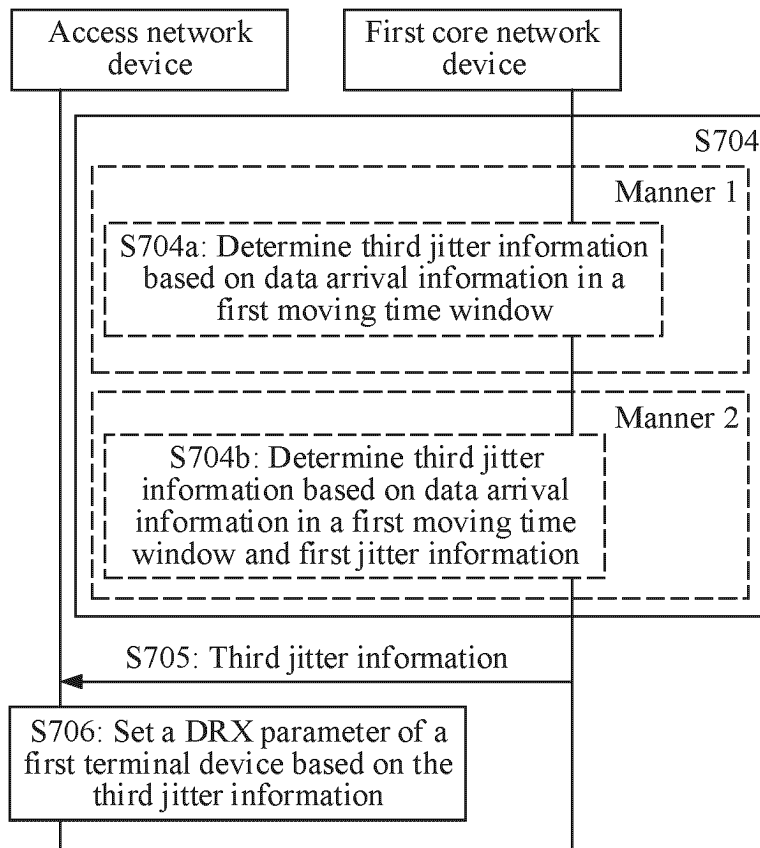 Access network
device
First core network
device
S704
Manner 1
S704a: Determine third jitter information
based on data arrival information in a
first moving time window
Manner 2
S704b: Determine third jitter
information based on data arrival
information in a first moving time
window and first jitter information
S705: Third jitter information
S706: Set a DRX parameter of a
first terminal device based on the
third jitter information